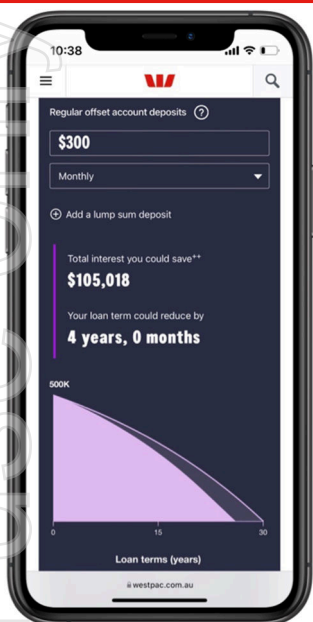 10:38
Regular offset account deposits ?
$300
Monthly
Add a lump sum deposit
Total interest you could save++
$105,018
Your loan term could reduce by
4 years, 0 months
500K
0 15 30
Loan terms (years)
westpac.com.au